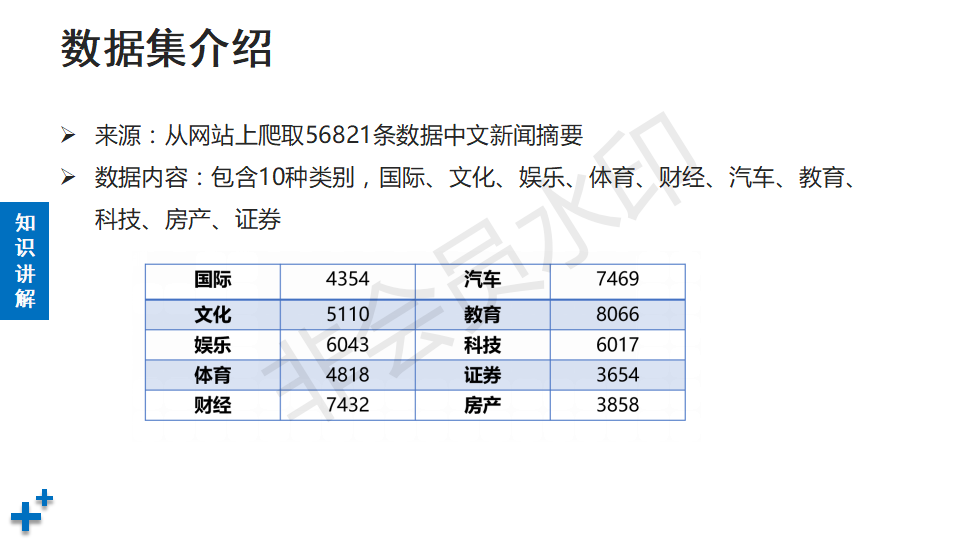 数据集介绍
来源：从网站上爬取56821条数据中文新闻摘要
数据内容：包含10种类别，国际、文化、娱乐、体育、财经、汽车、教育、
科技、房产、证券
知识讲解
国际 4354 汽车 7469
文化 5110 教育 8066
娱乐 6043 科技 6017
体育 4818 证券 3654
财经 7432 房产 3858
非会员水印